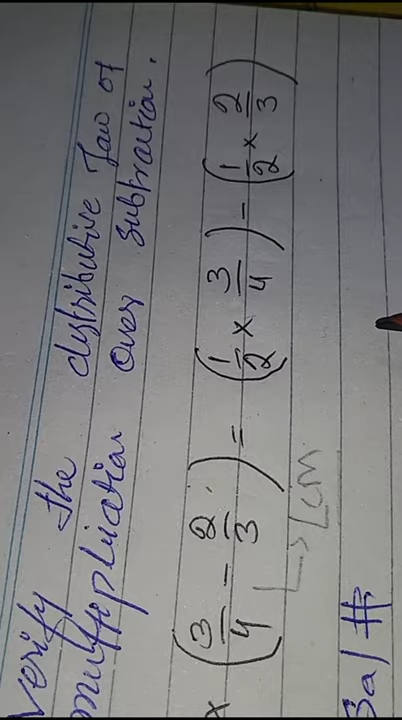 Verify the distributive law of
multiplication over subtraction.
× (3/4 - 2/3) = (1/2 × 3/4) - (1/2 × 2/3)
→ LCM